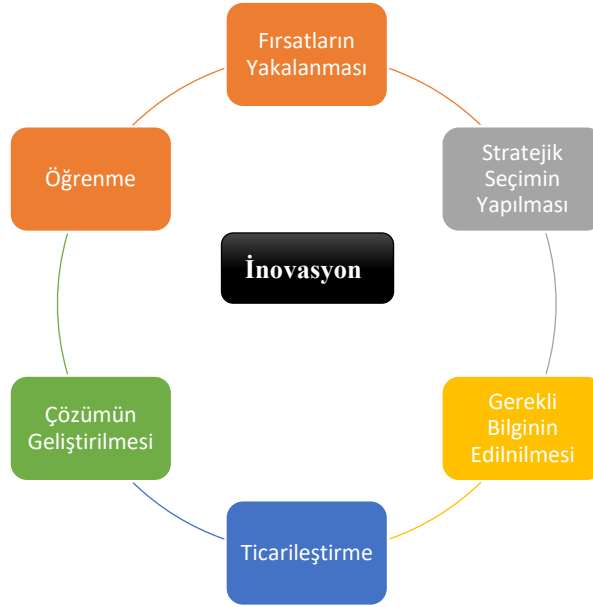 Fırsatların
Yakalanması
Stratejik
Seçimin
Yapılması
Gerekli
Bilginin
Edilnilmesi
Ticarileştirme
Çözümün
Geliştirilmesi
Öğrenme
İnovasyon